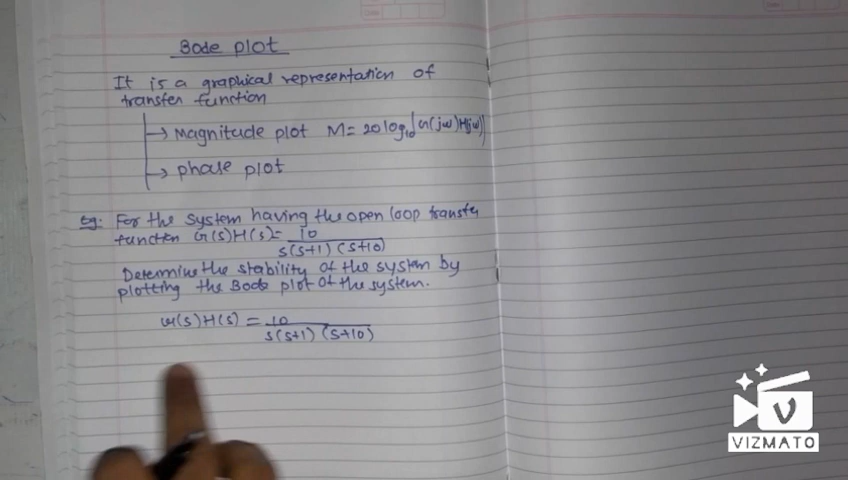 Bode plot
It is a graphical representation of
transfer function
→ Magnitude plot M= 20 log10|G(jω)H(jω)|
→ phase plot
Eg: For the system having the open loop transfer
function G(s)H(s)= 10
s(s+1) (s+10)
Determine the stability of the system by
plotting the Bode plot of the system.
G(s)H(s) = 10
s(s+1) (s+10)
V
VIZMATO